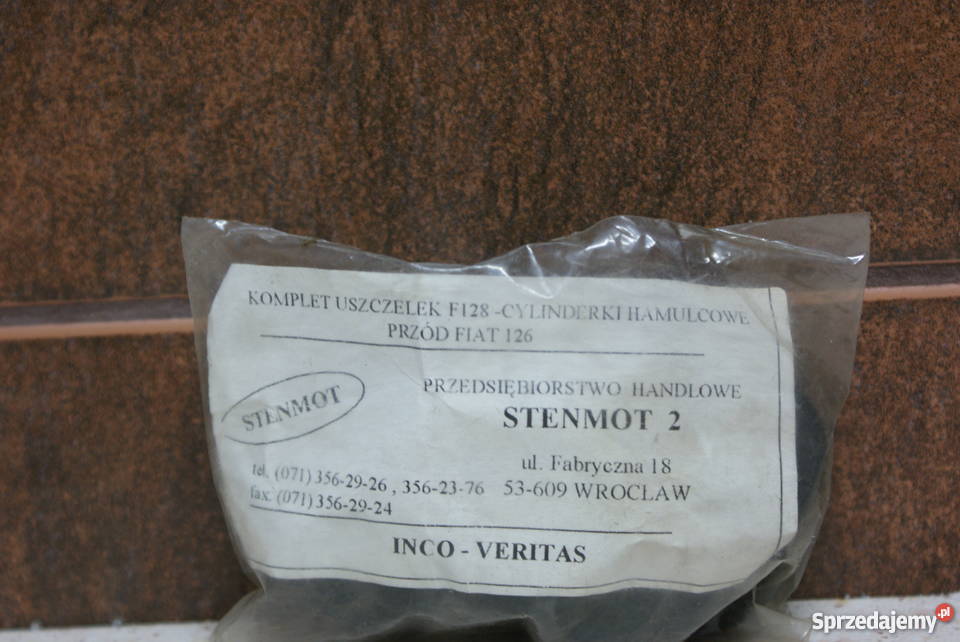 KOMPLET USZCZELEK F128 -CYLINDERKI HAMULCOWE
PRZÓD FIAT 126
STENMOT
PRZEDSIĘBIORSTWO HANDLOWE
STENMOT 2
ul. Fabryczna 18
tel. (071) 356-29-26 , 356-23-76 53-609 WROCŁAW
fax. (071) 356-29-24
INCO - VERITAS
Sprzedajemy.pl